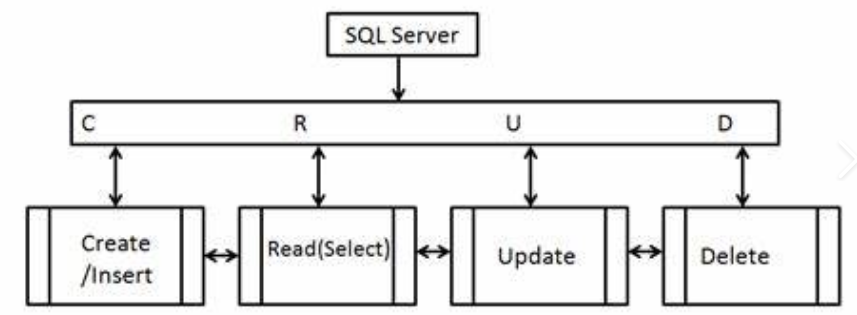 SQL Server
C R U D
Create
/Insert
Read(Select)
Update
Delete